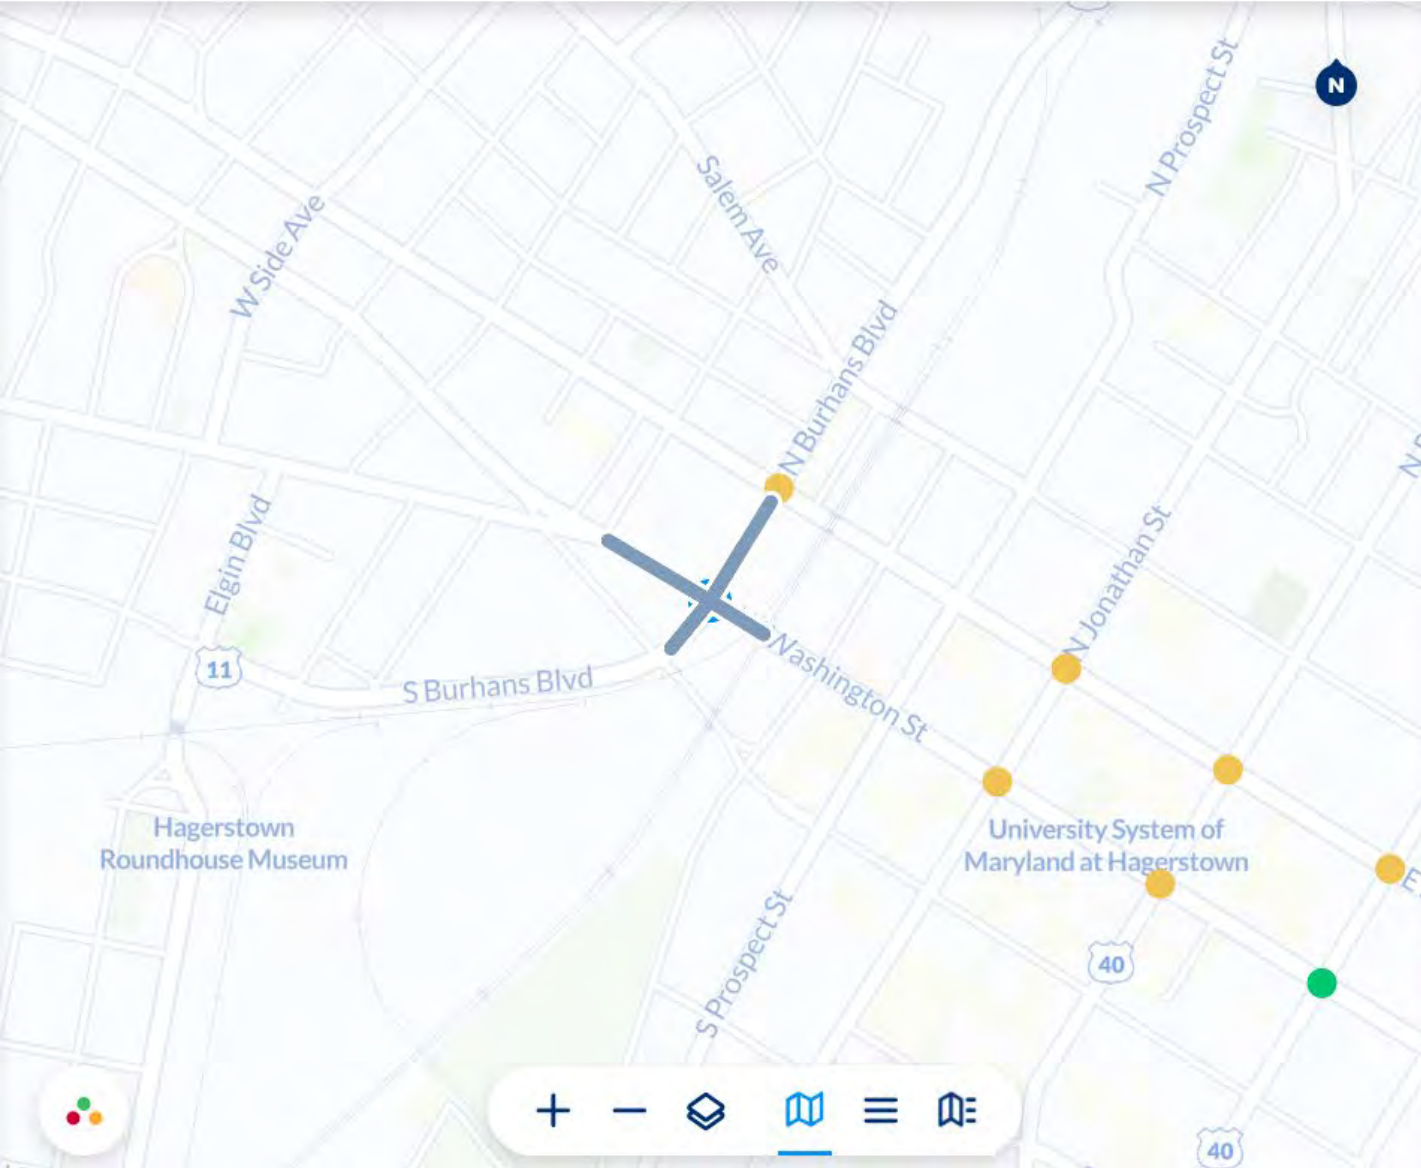 N Prospect St
N
Salem Ave
W Side Ave
N Burhans Blvd
Elgin Blvd
N Jonathan St
11
S Burhans Blvd
Washington St
Hagerstown
Roundhouse Museum
University System of
Maryland at Hagerstown
S Prospect St
40
40